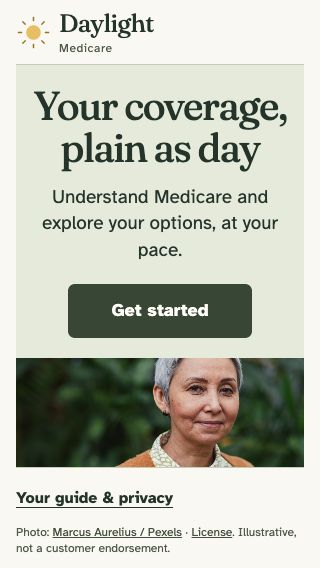 Daylight
Medicare
Your coverage,
plain as day
Understand Medicare and
explore your options, at your
pace.
Get started
Your guide & privacy
Photo: Marcus Aurelius / Pexels · License. Illustrative,
not a customer endorsement.